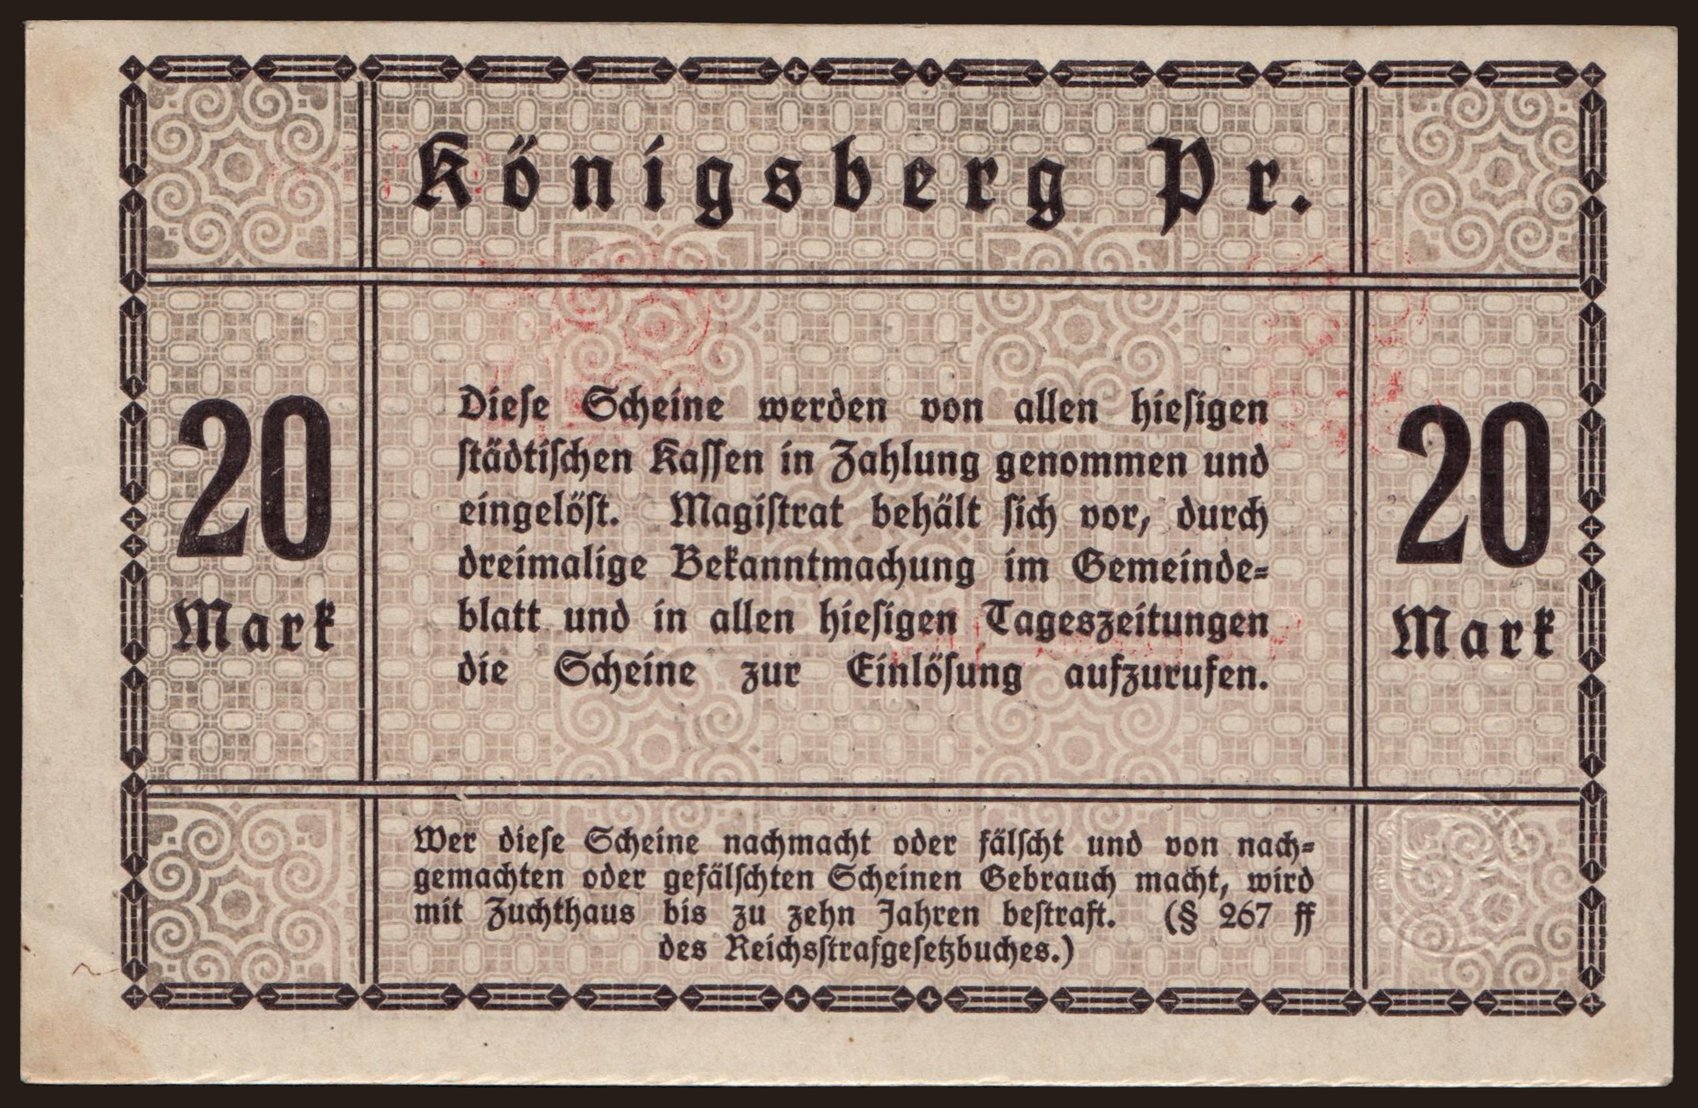 Königsberg Pr.
20
Mark
Diese Scheine werden von allen hiesigen
städtischen Kassen in Zahlung genommen und
eingelöst. Magistrat behält sich vor, durch
dreimalige Bekanntmachung im Gemeinde-
blatt und in allen hiesigen Tageszeitungen
die Scheine zur Einlösung aufzurufen.
20
Mark
Wer diese Scheine nachmacht oder fälscht und von nach-
gemachten oder gefälschten Scheinen Gebrauch macht, wird
mit Zuchthaus bis zu zehn Jahren bestraft. (§ 267 ff
des Reichsstrafgesetzbuches.)